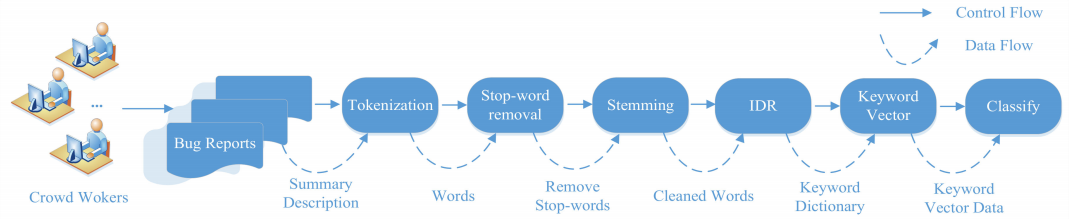 Control Flow
Data Flow
Crowd Wokers
...
Bug Reports
Tokenization
Stop-word
removal
Stemming
IDR
Keyword
Vector
Classify
Summary
Description
Words
Remove
Stop-words
Cleaned Words
Keyword
Dictionary
Keyword
Vector Data